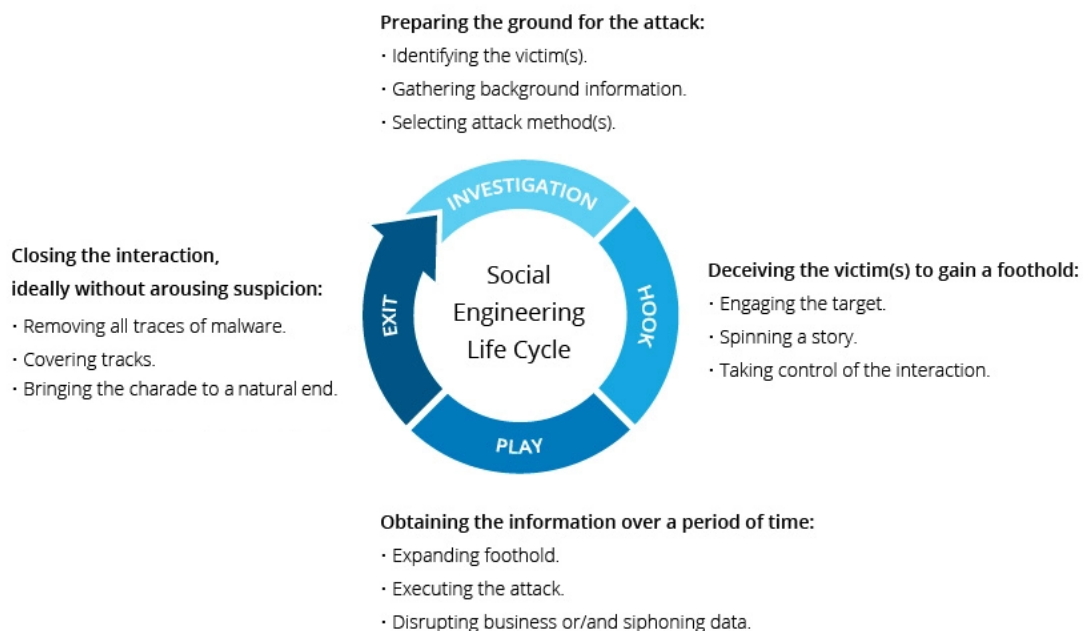 Preparing the ground for the attack:
· Identifying the victim(s).
· Gathering background information.
· Selecting attack method(s).
INVESTIGATION
Closing the interaction,
ideally without arousing suspicion:
· Removing all traces of malware.
· Covering tracks.
· Bringing the charade to a natural end.
EXIT
Social
Engineering
Life Cycle
HOOK
Deceiving the victim(s) to gain a foothold:
· Engaging the target.
· Spinning a story.
· Taking control of the interaction.
PLAY
Obtaining the information over a period of time:
· Expanding foothold.
· Executing the attack.
· Disrupting business or/and siphoning data.